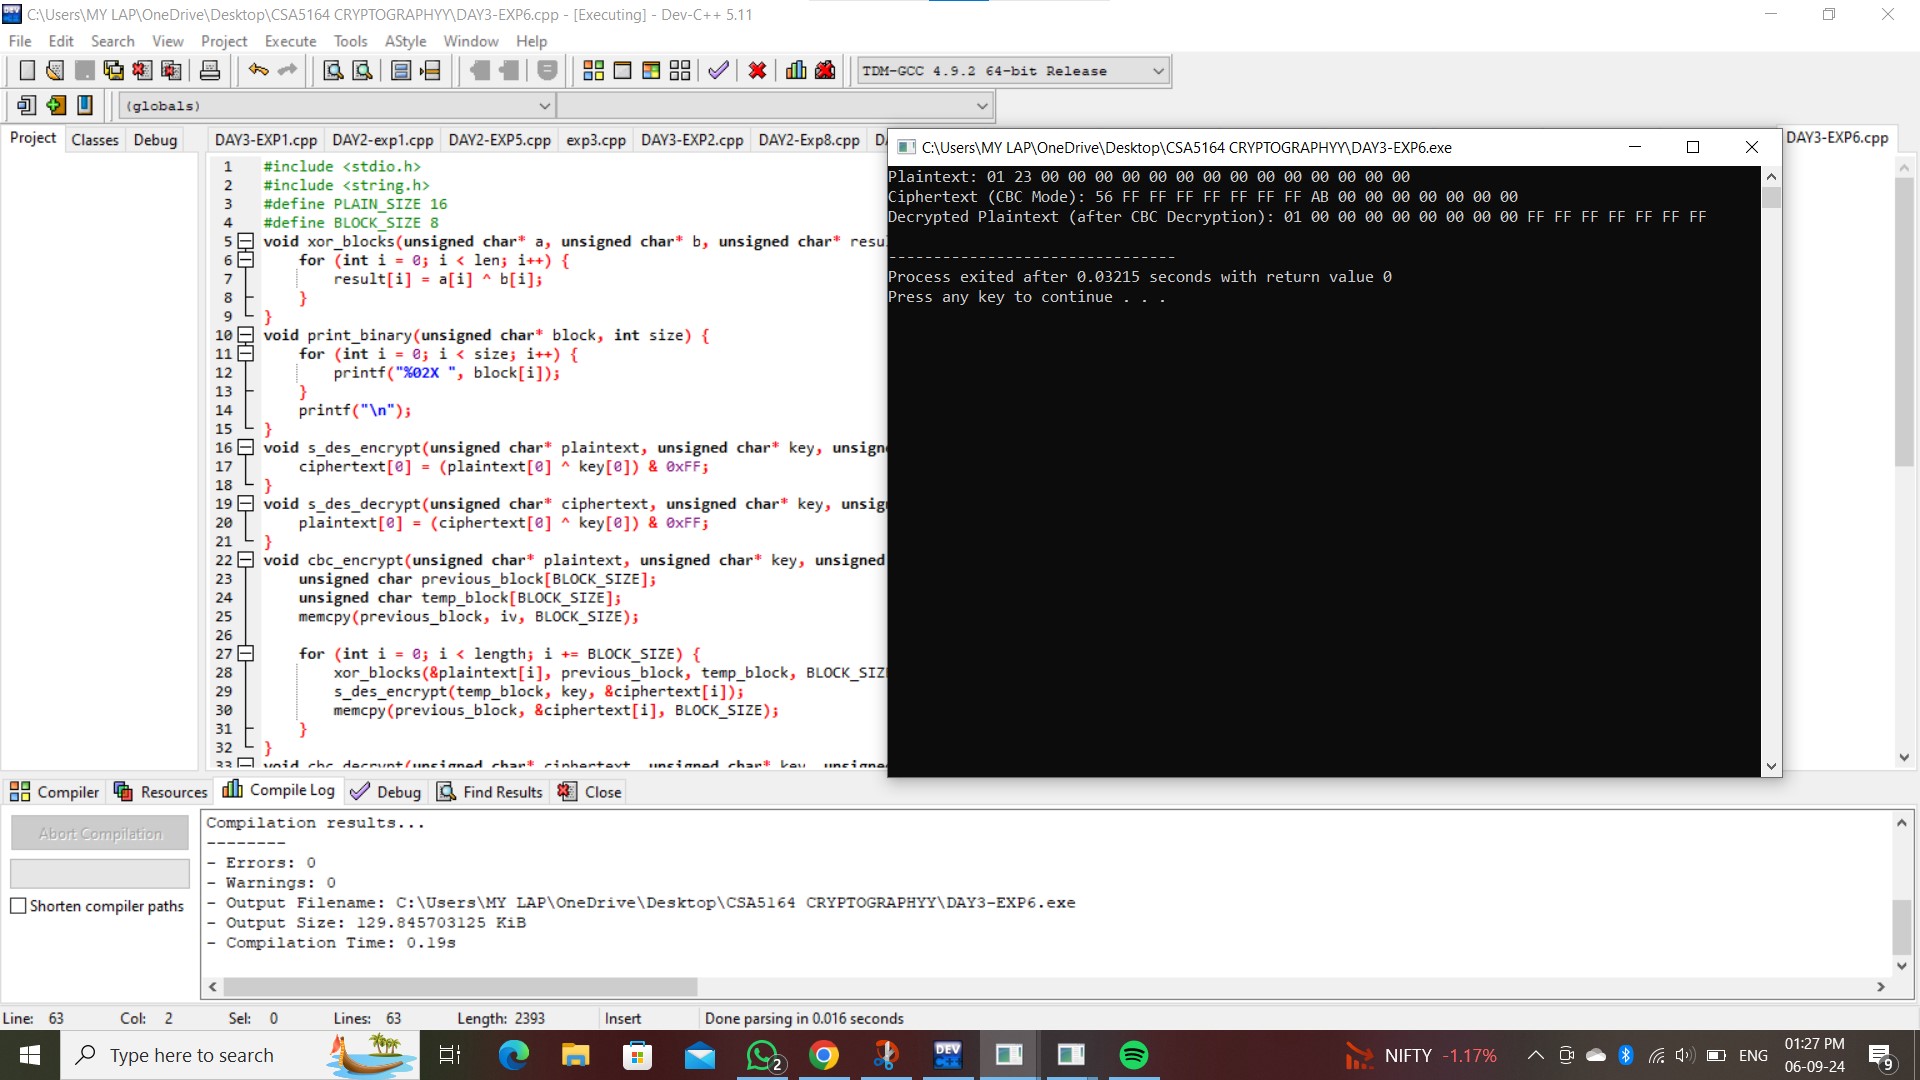 C:\Users\MY LAP\OneDrive\Desktop\CSA5164 CRYPTOGRAPHYY\DAY3-EXP6.cpp - [Executing] - Dev-C++ 5.11
File Edit Search View Project Execute Tools AStyle Window Help
TDM-GCC 4.9.2 64-bit Release
(globals)
Project Classes Debug
DAY3-EXP1.cpp DAY2-exp1.cpp DAY2-EXP5.cpp exp3.cpp DAY3-EXP2.cpp DAY2-Exp8.cpp DAY3-EXP6.cpp
1 #include <stdio.h>
2 #include <string.h>
3 #define PLAIN_SIZE 16
4 #define BLOCK_SIZE 8
5 void xor_blocks(unsigned char* a, unsigned char* b, unsigned char* resu
6 for (int i = 0; i < len; i++) {
7 result[i] = a[i] ^ b[i];
8 }
9 }
10 void print_binary(unsigned char* block, int size) {
11 for (int i = 0; i < size; i++) {
12 printf("%02X ", block[i]);
13 }
14 printf("\n");
15 }
16 void s_des_encrypt(unsigned char* plaintext, unsigned char* key, unsign
17 ciphertext[0] = (plaintext[0] ^ key[0]) & 0xFF;
18 }
19 void s_des_decrypt(unsigned char* ciphertext, unsigned char* key, unsig
20 plaintext[0] = (ciphertext[0] ^ key[0]) & 0xFF;
21 }
22 void cbc_encrypt(unsigned char* plaintext, unsigned char* key, unsigned
23 unsigned char previous_block[BLOCK_SIZE];
24 unsigned char temp_block[BLOCK_SIZE];
25 memcpy(previous_block, iv, BLOCK_SIZE);
26
27 for (int i = 0; i < length; i += BLOCK_SIZE) {
28 xor_blocks(&plaintext[i], previous_block, temp_block, BLOCK_SIZ
29 s_des_encrypt(temp_block, key, &ciphertext[i]);
30 memcpy(previous_block, &ciphertext[i], BLOCK_SIZE);
31 }
32 }
33 void cbc_decrypt(unsigned char* ciphertext, unsigned char* key, unsigne
C:\Users\MY LAP\OneDrive\Desktop\CSA5164 CRYPTOGRAPHYY\DAY3-EXP6.exe
Plaintext: 01 23 00 00 00 00 00 00 00 00 00 00 00 00 00 00
Ciphertext (CBC Mode): 56 FF FF FF FF FF FF FF AB 00 00 00 00 00 00 00
Decrypted Plaintext (after CBC Decryption): 01 00 00 00 00 00 00 00 00 FF FF FF FF FF FF FF
--------------------------------
Process exited after 0.03215 seconds with return value 0
Press any key to continue . . .
Compiler Resources Compile Log Debug Find Results Close
Abort Compilation
Shorten compiler paths
Compilation results...
--------
- Errors: 0
- Warnings: 0
- Output Filename: C:\Users\MY LAP\OneDrive\Desktop\CSA5164 CRYPTOGRAPHYY\DAY3-EXP6.exe
- Output Size: 129.845703125 KiB
- Compilation Time: 0.19s
Line: 63 Col: 2 Sel: 0 Lines: 63 Length: 2393 Insert Done parsing in 0.016 seconds
Type here to search
DEV C++
2
NIFTY -1.17%
ENG
01:27 PM
06-09-24
9